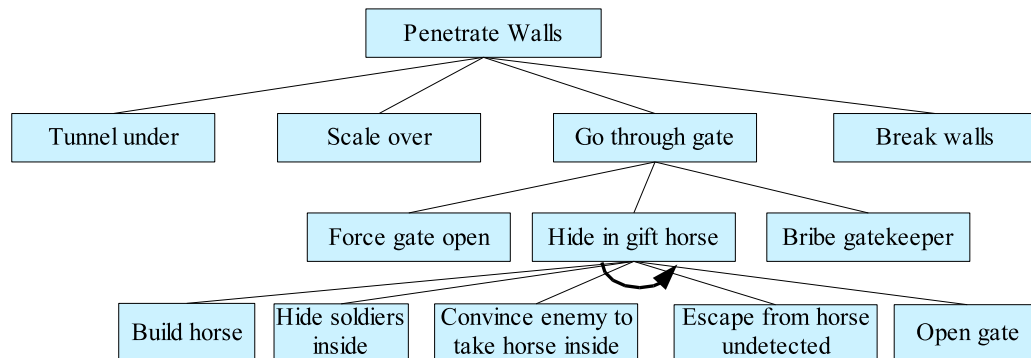 Penetrate Walls
Tunnel under
Scale over
Go through gate
Break walls
Force gate open
Hide in gift horse
Bribe gatekeeper
Build horse
Hide soldiers
inside
Convince enemy to
take horse inside
Escape from horse
undetected
Open gate